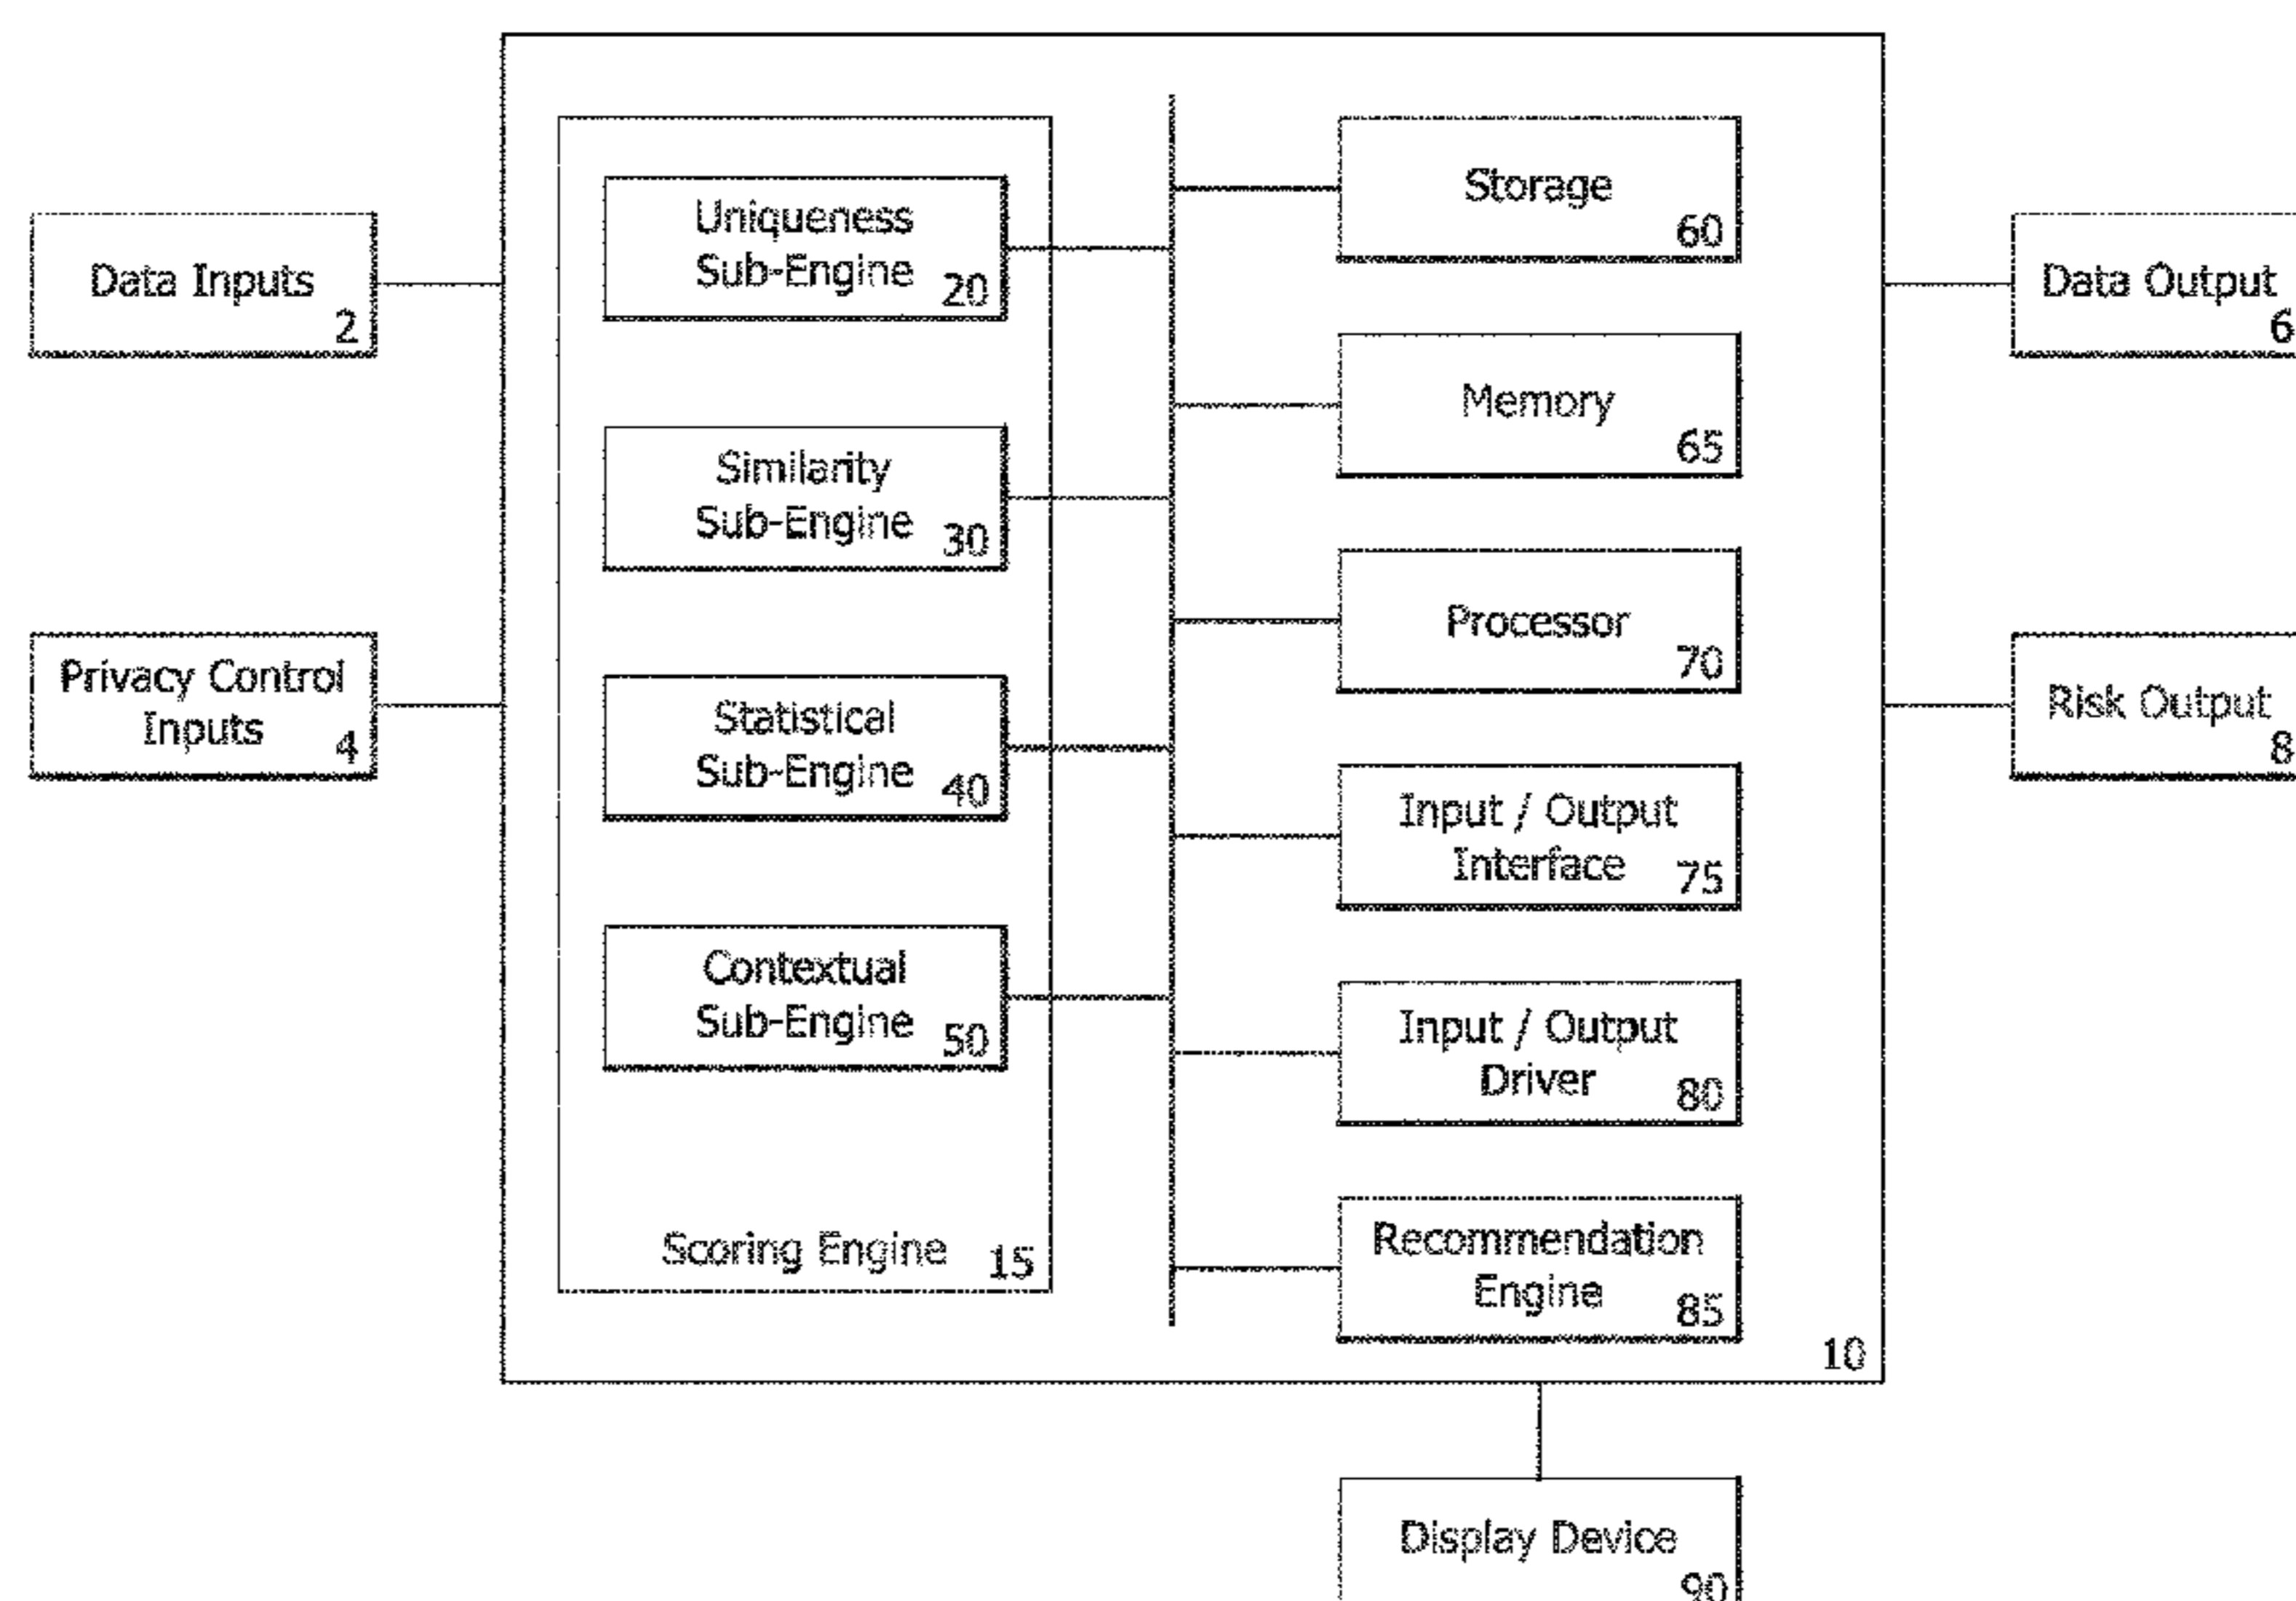 Data Inputs
2
Privacy Control
Inputs
4
Uniqueness
Sub-Engine
20
Similarity
Sub-Engine
30
Statistical
Sub-Engine
40
Contextual
Sub-Engine
50
Scoring Engine
15
Storage
60
Memory
65
Processor
70
Input / Output
Interface
75
Input / Output
Driver
80
Recommendation
Engine
85
10
Data Output
6
Risk Output
8
Display Device
90